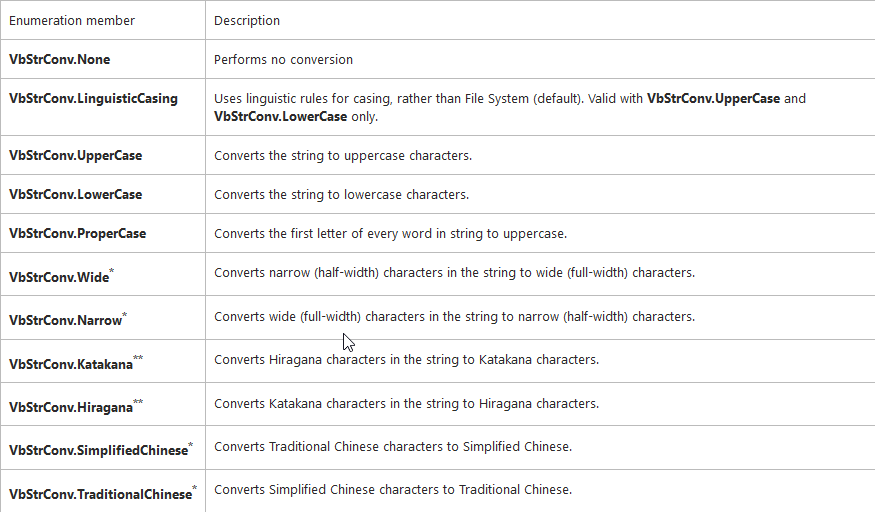 Enumeration member Description
VbStrConv.None Performs no conversion
VbStrConv.LinguisticCasing Uses linguistic rules for casing, rather than File System (default). Valid with VbStrConv.UpperCase and
VbStrConv.LowerCase only.
VbStrConv.UpperCase Converts the string to uppercase characters.
VbStrConv.LowerCase Converts the string to lowercase characters.
VbStrConv.ProperCase Converts the first letter of every word in string to uppercase.
VbStrConv.Wide* Converts narrow (half-width) characters in the string to wide (full-width) characters.
VbStrConv.Narrow* Converts wide (full-width) characters in the string to narrow (half-width) characters.
VbStrConv.Katakana** Converts Hiragana characters in the string to Katakana characters.
VbStrConv.Hiragana** Converts Katakana characters in the string to Hiragana characters.
VbStrConv.SimplifiedChinese* Converts Traditional Chinese characters to Simplified Chinese.
VbStrConv.TraditionalChinese* Converts Simplified Chinese characters to Traditional Chinese.